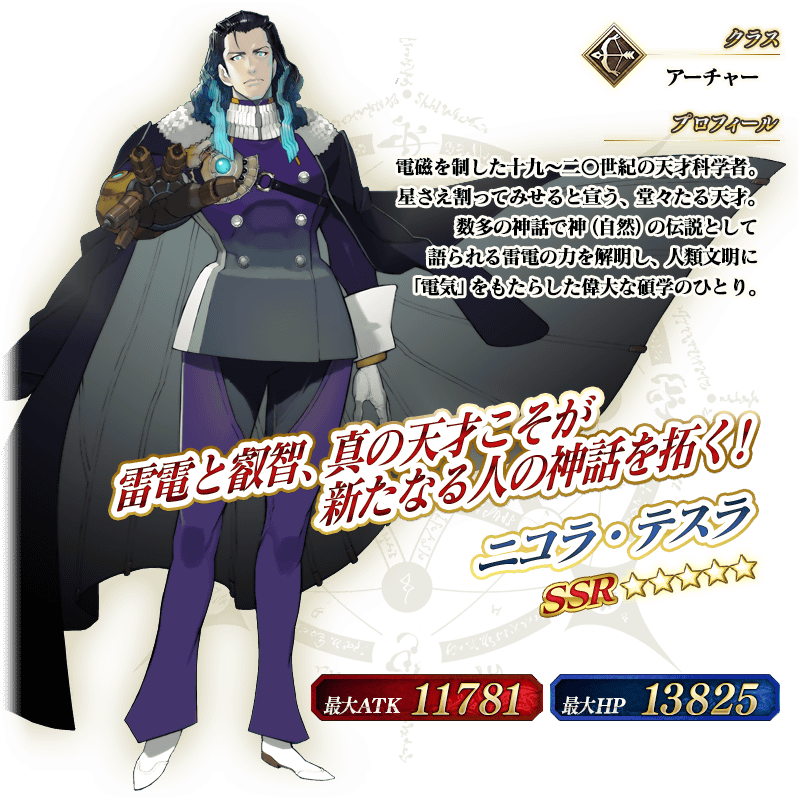 クラス
アーチャー
プロフィール
電磁を制した十九～二〇世紀の天才科学者。
星さえ割ってみせると宣う、堂々たる天才。
数多の神話で神（自然）の伝説として
語られる雷電の力を解明し、人類文明に
「電気」をもたらした偉大な碩学のひとり。
雷電と叡智、真の天才こそが
新たなる人の神話を拓く！
ニコラ・テスラ
SSR ☆☆☆☆☆
最大ATK 11781
最大HP 13825